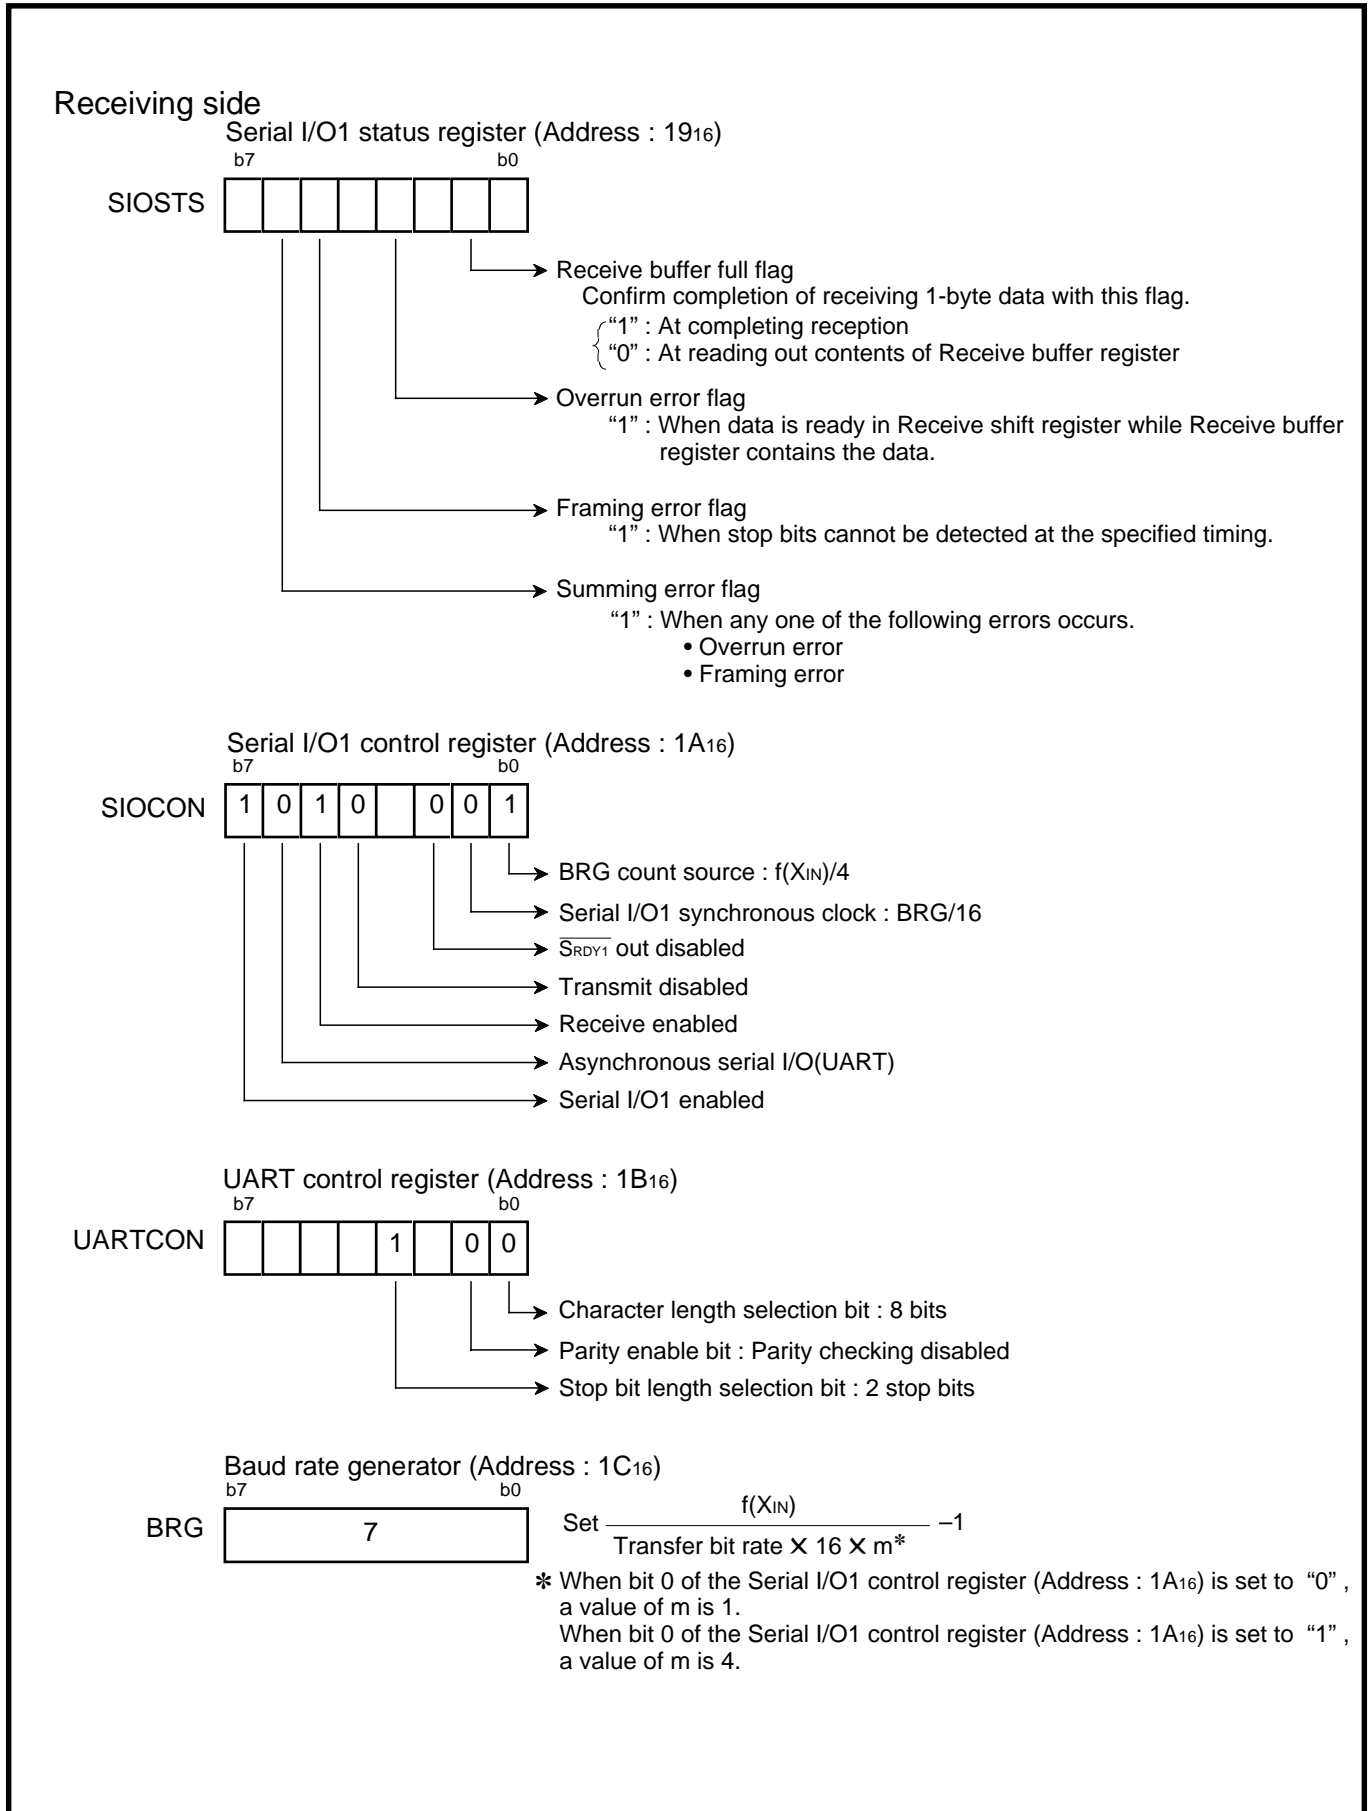 Receiving side
Serial I/O1 status register (Address : 1916)
b7 b0
SIOSTS
Receive buffer full flag
Confirm completion of receiving 1-byte data with this flag.
“1” : At completing reception
“0” : At reading out contents of Receive buffer register
Overrun error flag
“1” : When data is ready in Receive shift register while Receive buffer
register contains the data.
Framing error flag
“1” : When stop bits cannot be detected at the specified timing.
Summing error flag
“1” : When any one of the following errors occurs.
• Overrun error
• Framing error
Serial I/O1 control register (Address : 1A16)
b7 b0
SIOCON 1 0 1 0 0 0 1
BRG count source : f(XIN)/4
Serial I/O1 synchronous clock : BRG/16
SRDY1 out disabled
Transmit disabled
Receive enabled
Asynchronous serial I/O(UART)
Serial I/O1 enabled
UART control register (Address : 1B16)
b7 b0
UARTCON 1 0 0
Character length selection bit : 8 bits
Parity enable bit : Parity checking disabled
Stop bit length selection bit : 2 stop bits
Baud rate generator (Address : 1C16)
b7 b0
BRG 7
f(XIN)
Set –1
Transfer bit rate ✕ 16 ✕ m✻
✻ When bit 0 of the Serial I/O1 control register (Address : 1A16) is set to “0” ,
a value of m is 1.
When bit 0 of the Serial I/O1 control register (Address : 1A16) is set to “1” ,
a value of m is 4.